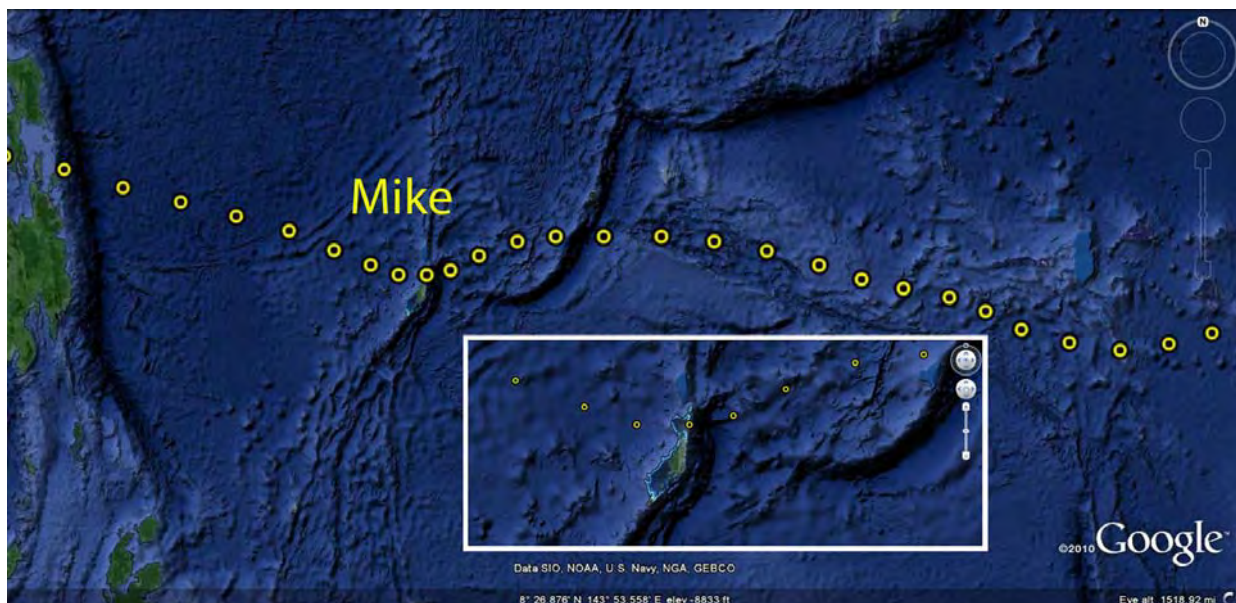 N
Mike
©2010 Google™
Data SIO, NOAA, U.S. Navy, NGA, GEBCO
8° 26.876' N 143° 53.558' E elev -8833 ft
Eye alt 1518.92 mi